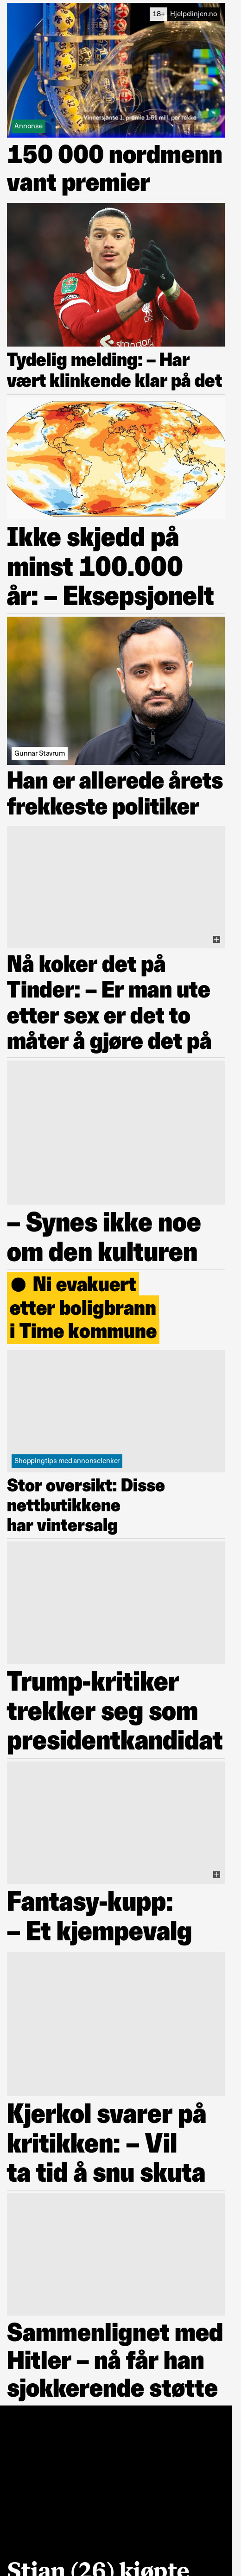 18+ Hjelpelinjen.no
Vinnersjanse 1. premie 1:81 mill. per rekke
Annonse
150 000 nordmenn
vant premier
Tydelig melding: – Har
vært klinkende klar på det
Ikke skjedd på
minst 100.000
år: – Eksepsjonelt
Gunnar Stavrum
Han er allerede årets
frekkeste politiker
Nå koker det på
Tinder: – Er man ute
etter sex er det to
måter å gjøre det på
– Synes ikke noe
om den kulturen
Ni evakuert
etter boligbrann
i Time kommune
Shoppingtips med annonselenker
Stor oversikt: Disse
nettbutikkene
har vintersalg
Trump-kritiker
trekker seg som
presidentkandidat
Fantasy-kupp:
– Et kjempevalg
Kjerkol svarer på
kritikken: – Vil
ta tid å snu skuta
Sammenlignet med
Hitler – nå får han
sjokkerende støtte
Stian (26) kjøpte